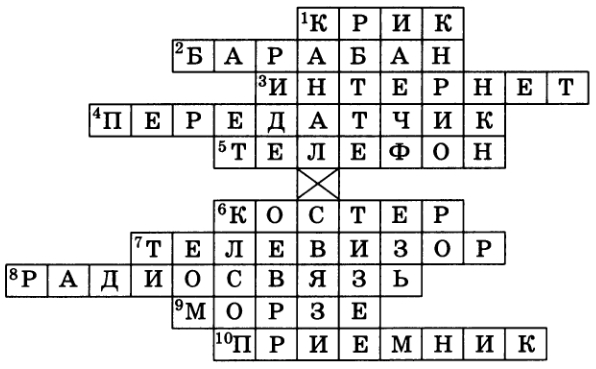 1КРИК
2БАРАБАН
3ИНТЕРНЕТ
4ПЕРЕДАТЧИК
5ТЕЛЕФОН
6КОСТЕР
7ТЕЛЕВИЗОР
8РАДИОСВЯЗЬ
9МОРЗЕ
10ПРИЕМНИК